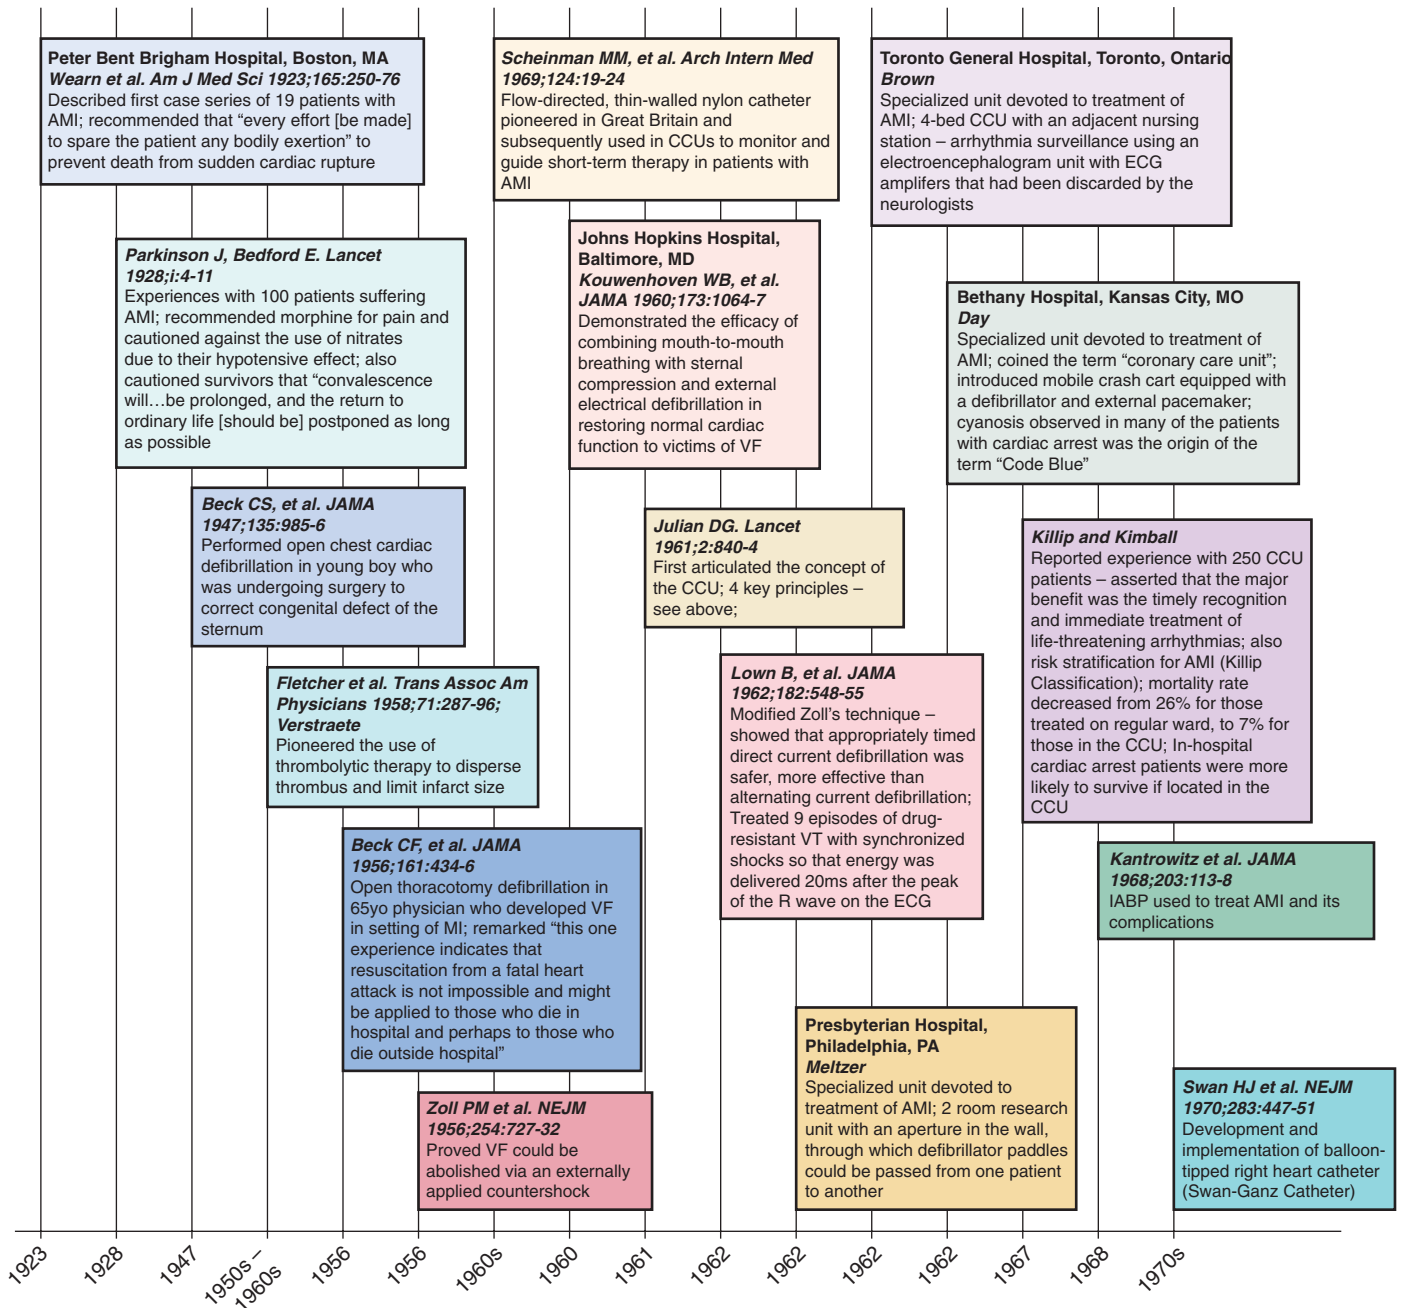 Peter Bent Brigham Hospital, Boston, MA
Wearn et al. Am J Med Sci 1923;165:250-76
Described first case series of 19 patients with
AMI; recommended that “every effort [be made]
to spare the patient any bodily exertion” to
prevent death from sudden cardiac rupture
Parkinson J, Bedford E. Lancet
1928;i:4-11
Experiences with 100 patients suffering
AMI; recommended morphine for pain and
cautioned against the use of nitrates
due to their hypotensive effect; also
cautioned survivors that “convalescence
will…be prolonged, and the return to
ordinary life [should be] postponed as long
as possible
Beck CS, et al. JAMA
1947;135:985-6
Performed open chest cardiac
defibrillation in young boy who
was undergoing surgery to
correct congenital defect of the
sternum
Fletcher et al. Trans Assoc Am
Physicians 1958;71:287-96;
Verstraete
Pioneered the use of
thrombolytic therapy to disperse
thrombus and limit infarct size
Beck CF, et al. JAMA
1956;161:434-6
Open thoracotomy defibrillation in
65yo physician who developed VF
in setting of MI; remarked “this one
experience indicates that
resuscitation from a fatal heart
attack is not impossible and might
be applied to those who die in
hospital and perhaps to those who
die outside hospital”
Zoll PM et al. NEJM
1956;254:727-32
Proved VF could be
abolished via an externally
applied countershock
Scheinman MM, et al. Arch Intern Med
1969;124:19-24
Flow-directed, thin-walled nylon catheter
pioneered in Great Britain and
subsequently used in CCUs to monitor and
guide short-term therapy in patients with
AMI
Johns Hopkins Hospital,
Baltimore, MD
Kouwenhoven WB, et al.
JAMA 1960;173:1064-7
Demonstrated the efficacy of
combining mouth-to-mouth
breathing with sternal
compression and external
electrical defibrillation in
restoring normal cardiac
function to victims of VF
Julian DG. Lancet
1961;2:840-4
First articulated the concept of
the CCU; 4 key principles –
see above;
Lown B, et al. JAMA
1962;182:548-55
Modified Zoll’s technique –
showed that appropriately timed
direct current defibrillation was
safer, more effective than
alternating current defibrillation;
Treated 9 episodes of drug-
resistant VT with synchronized
shocks so that energy was
delivered 20ms after the peak
of the R wave on the ECG
Presbyterian Hospital,
Philadelphia, PA
Meltzer
Specialized unit devoted to
treatment of AMI; 2 room research
unit with an aperture in the wall,
through which defibrillator paddles
could be passed from one patient
to another
Toronto General Hospital, Toronto, Ontario
Brown
Specialized unit devoted to treatment of
AMI; 4-bed CCU with an adjacent nursing
station – arrhythmia surveillance using an
electroencephalogram unit with ECG
amplifers that had been discarded by the
neurologists
Bethany Hospital, Kansas City, MO
Day
Specialized unit devoted to treatment of
AMI; coined the term “coronary care unit”;
introduced mobile crash cart equipped with
a defibrillator and external pacemaker;
cyanosis observed in many of the patients
with cardiac arrest was the origin of the
term “Code Blue”
Killip and Kimball
Reported experience with 250 CCU
patients – asserted that the major
benefit was the timely recognition
and immediate treatment of
life-threatening arrhythmias; also
risk stratification for AMI (Killip
Classification); mortality rate
decreased from 26% for those
treated on regular ward, to 7% for
those in the CCU; In-hospital
cardiac arrest patients were more
likely to survive if located in the
CCU
Kantrowitz et al. JAMA
1968;203:113-8
IABP used to treat AMI and its
complications
Swan HJ et al. NEJM
1970;283:447-51
Development and
implementation of balloon-
tipped right heart catheter
(Swan-Ganz Catheter)
1923
1928
1947
1950s –
1960s
1956
1956
1960s
1960
1961
1962
1962
1962
1962
1967
1968
1970s